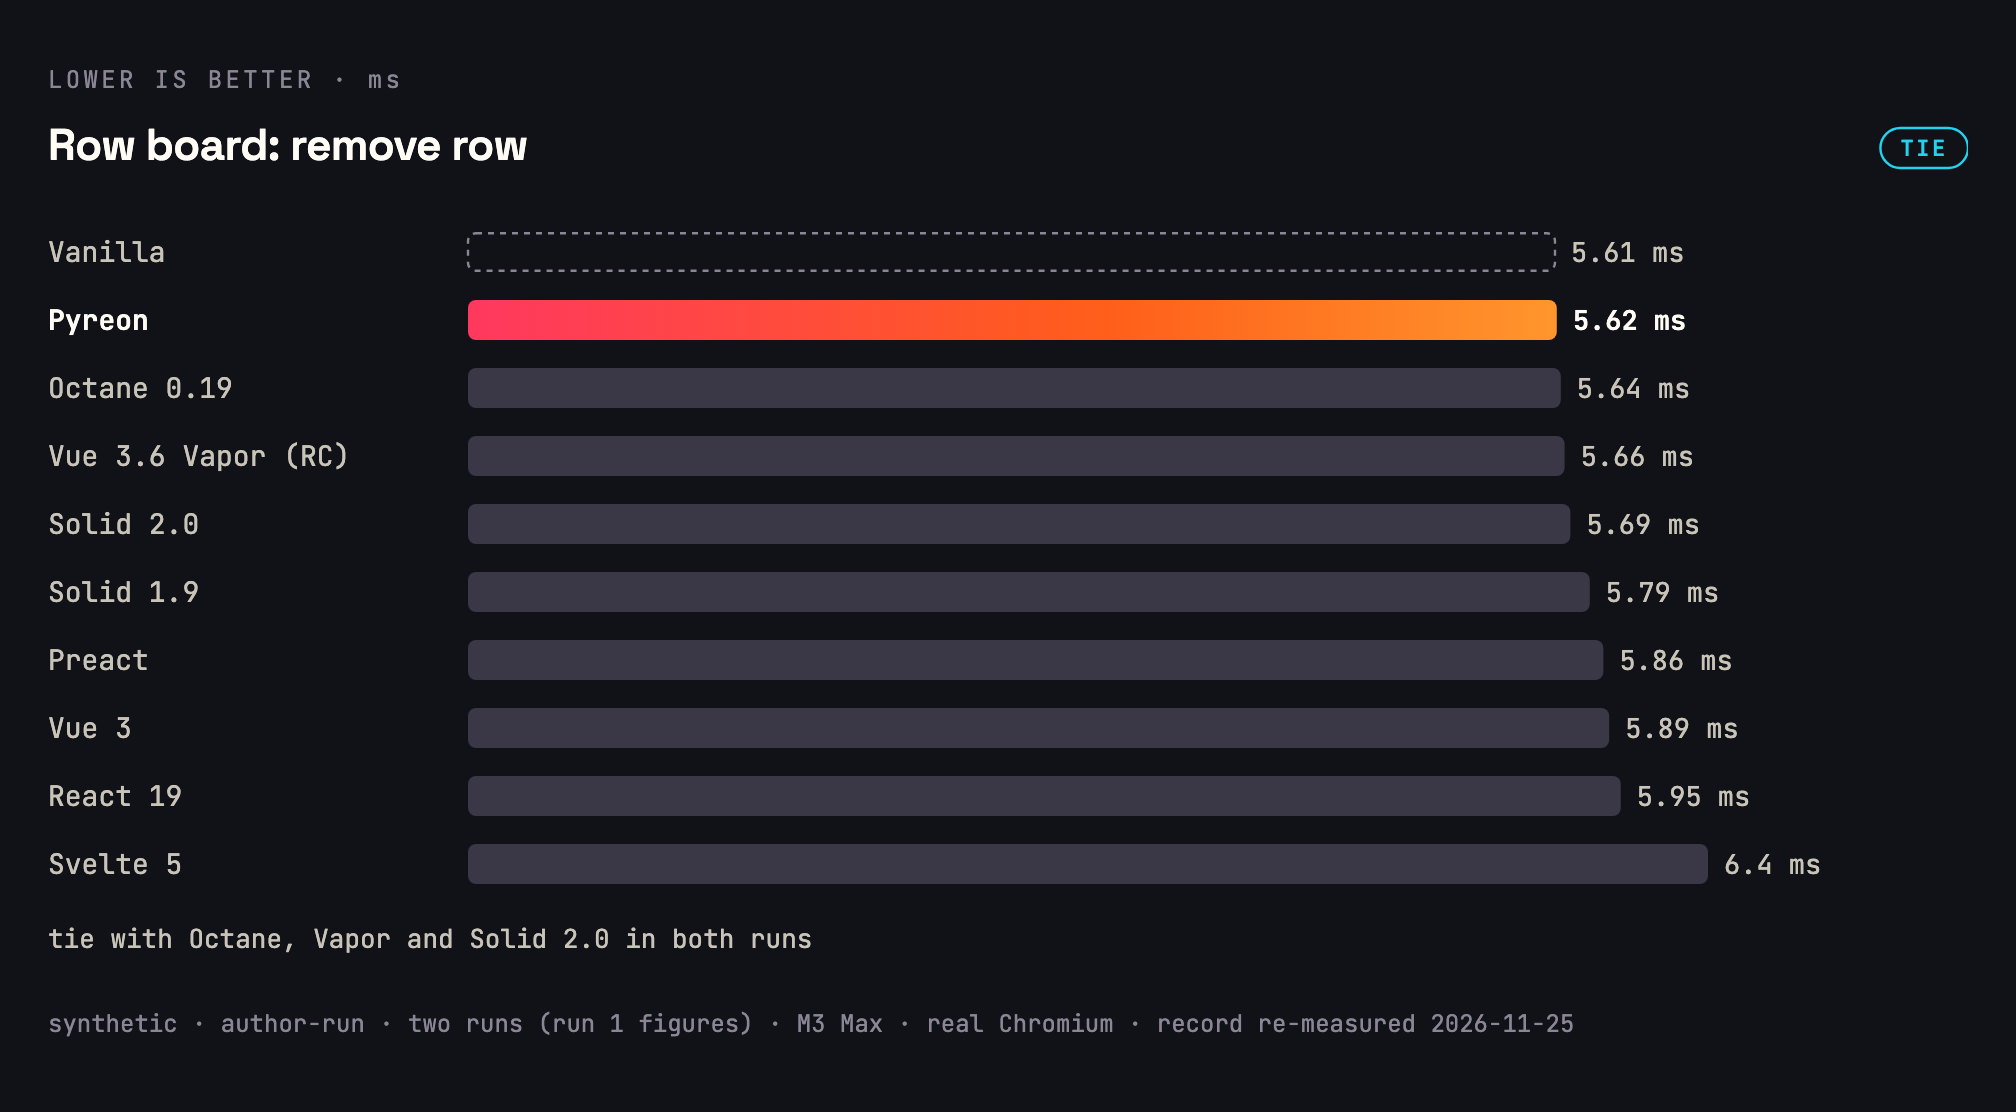 LOWER IS BETTER · ms
Row board: remove row
TIE
Vanilla 5.61 ms
Pyreon 5.62 ms
Octane 0.19 5.64 ms
Vue 3.6 Vapor (RC) 5.66 ms
Solid 2.0 5.69 ms
Solid 1.9 5.79 ms
Preact 5.86 ms
Vue 3 5.89 ms
React 19 5.95 ms
Svelte 5 6.4 ms
tie with Octane, Vapor and Solid 2.0 in both runs
synthetic · author-run · two runs (run 1 figures) · M3 Max · real Chromium · record re-measured 2026-11-25